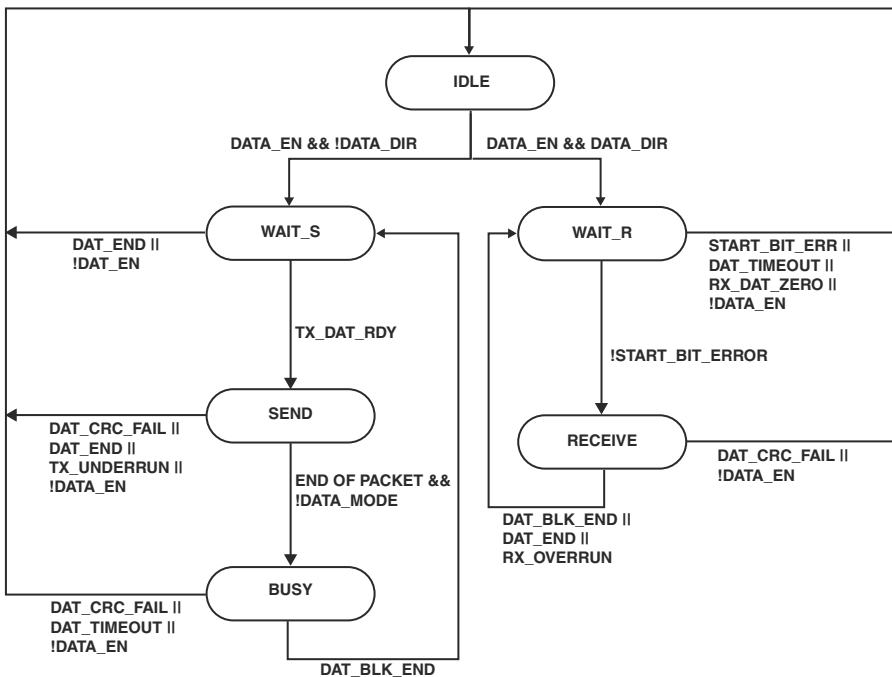 IDLE
DATA_EN && !DATA_DIR
DATA_EN && DATA_DIR
WAIT_S
WAIT_R
DAT_END ||
!DAT_EN
START_BIT_ERR ||
DAT_TIMEOUT ||
RX_DAT_ZERO ||
!DATA_EN
TX_DAT_RDY
!START_BIT_ERROR
SEND
RECEIVE
DAT_CRC_FAIL ||
DAT_END ||
TX_UNDERRUN ||
!DATA_EN
END OF PACKET &&
!DATA_MODE
DAT_CRC_FAIL ||
!DATA_EN
DAT_BLK_END ||
DAT_END ||
RX_OVERRUN
BUSY
DAT_CRC_FAIL ||
DAT_TIMEOUT ||
!DATA_EN
DAT_BLK_END